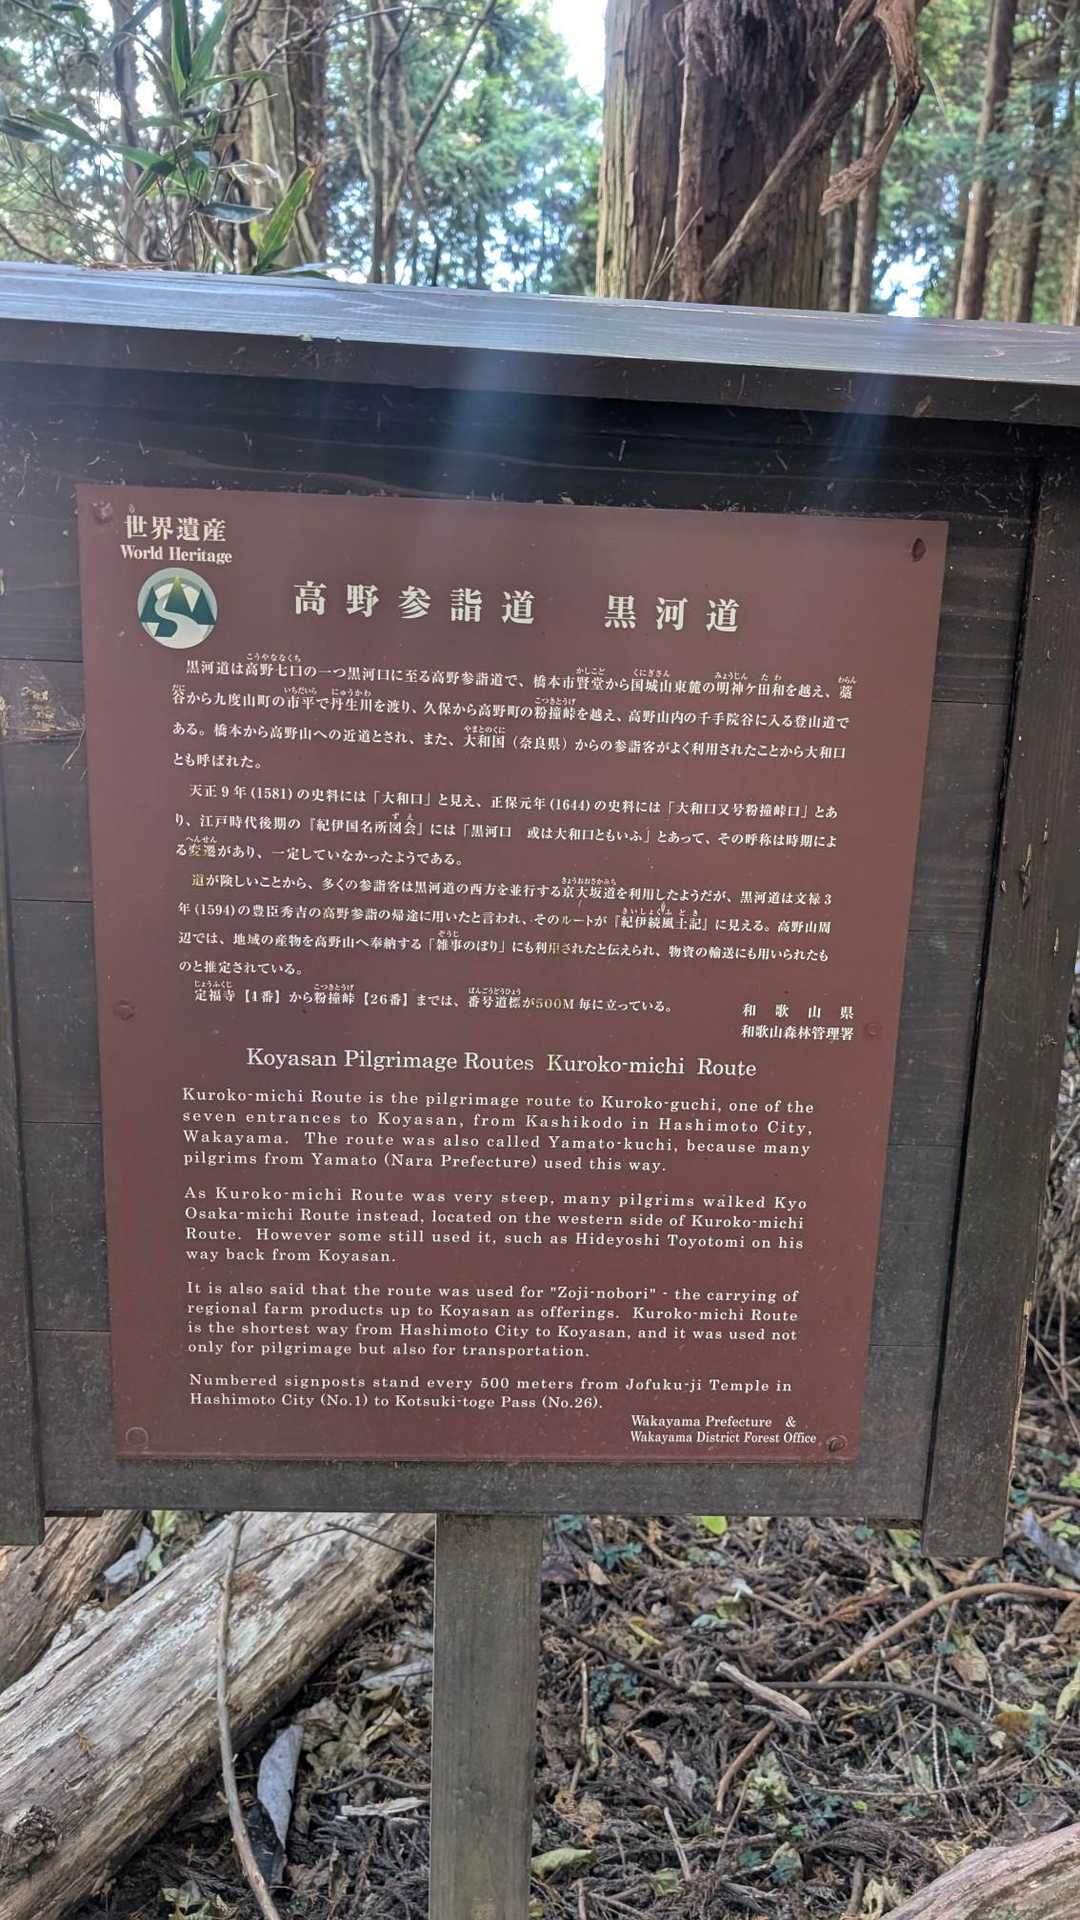 世界遺産
World Heritage
高野参詣道　黒河道
黒河道は高野七口の一つ黒河口に至る高野参詣道で、橋本市賢堂から国城山東麓の明神ケ田和を越え、藁
谷から九度山町の市平で丹生川を渡り、久保から高野町の粉撞峠を越え、高野山内の千手院谷に入る登山道で
ある。橋本から高野山への近道とされ、また、大和国（奈良県）からの参詣客がよく利用されたことから大和口
とも呼ばれた。
天正9年(1581)の史料には「大和口」と見え、正保元年(1644)の史料には「大和口又号粉撞峠口」とあ
り、江戸時代後期の『紀伊国名所図会』には「黒河口　或は大和口ともいふ」とあって、その呼称は時期によ
る変遷があり、一定していなかったようである。
道が険しいことから、多くの参詣客は黒河道の西方を並行する京大坂道を利用したようだが、黒河道は文禄3
年(1594)の豊臣秀吉の高野参詣の帰途に用いたと言われ、そのルートが『紀伊続風土記』に見える。高野山周
辺では、地域の産物を高野山へ奉納する「雑事のぼり」にも利用されたと伝えられ、物資の輸送にも用いられたも
のと推定されている。
定福寺【1番】から粉撞峠【26番】までは、番号道標が500M毎に立っている。
和歌山県
和歌山森林管理署
Koyasan Pilgrimage Routes Kuroko-michi Route
Kuroko-michi Route is the pilgrimage route to Kuroko-guchi, one of the
seven entrances to Koyasan, from Kashikodo in Hashimoto City,
Wakayama. The route was also called Yamato-kuchi, because many
pilgrims from Yamato (Nara Prefecture) used this way.
As Kuroko-michi Route was very steep, many pilgrims walked Kyo
Osaka-michi Route instead, located on the western side of Kuroko-michi
Route. However some still used it, such as Hideyoshi Toyotomi on his
way back from Koyasan.
It is also said that the route was used for "Zoji-nobori" - the carrying of
regional farm products up to Koyasan as offerings. Kuroko-michi Route
is the shortest way from Hashimoto City to Koyasan, and it was used not
only for pilgrimage but also for transportation.
Numbered signposts stand every 500 meters from Jofuku-ji Temple in
Hashimoto City (No.1) to Kotsuki-toge Pass (No.26).
Wakayama Prefecture &
Wakayama District Forest Office